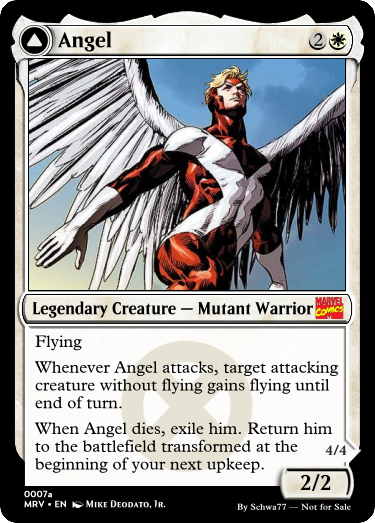 Angel 2
Legendary Creature — Mutant Warrior MARVEL COMICS
Flying
Whenever Angel attacks, target attacking
creature without flying gains flying until
end of turn.
When Angel dies, exile him. Return him
to the battlefield transformed at the
beginning of your next upkeep.
4/4
2/2
0007a
MRV • EN Mike Deodato, Jr.
By Schwa77 — Not for Sale